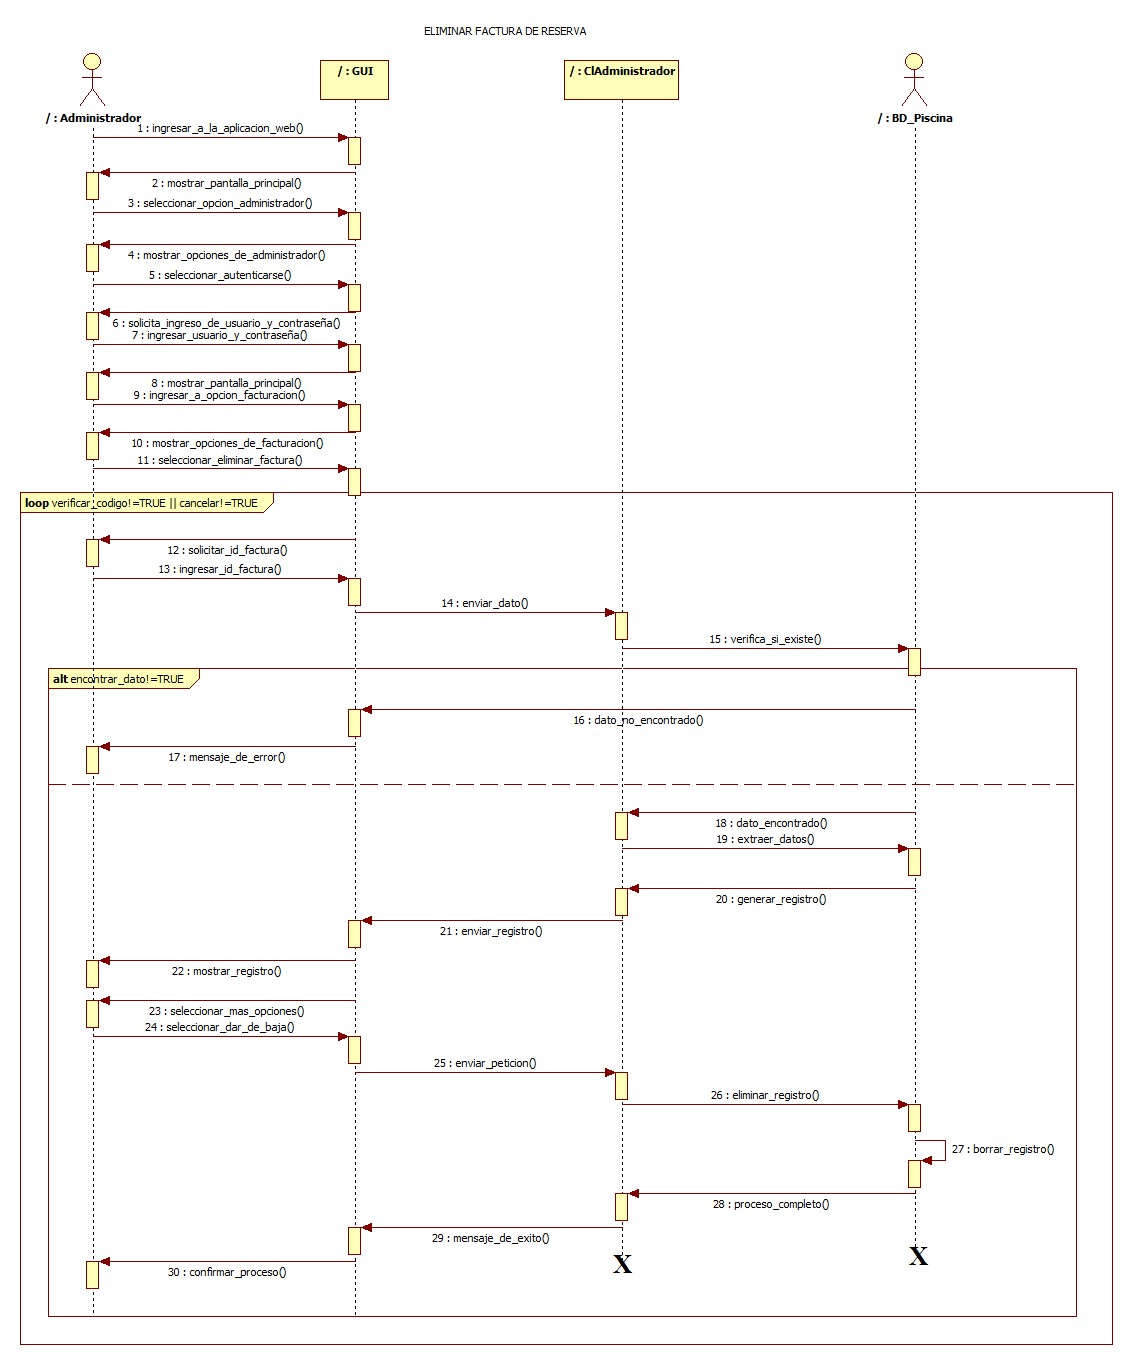 ELIMINAR FACTURA DE RESERVA
/ : Administrador
/ : GUI
/ : ClAdministrador
/ : BD_Piscina
1 : ingresar_a_la_aplicacion_web()
2 : mostrar_pantalla_principal()
3 : seleccionar_opcion_administrador()
4 : mostrar_opciones_de_administrador()
5 : seleccionar_autenticarse()
6 : solicita_ingreso_de_usuario_y_contraseña()
7 : ingresar_usuario_y_contraseña()
8 : mostrar_pantalla_principal()
9 : ingresar_a_opcion_facturacion()
10 : mostrar_opciones_de_facturacion()
11 : seleccionar_eliminar_factura()
loop verificar_codigo!=TRUE || cancelar!=TRUE
12 : solicitar_id_factura()
13 : ingresar_id_factura()
14 : enviar_dato()
15 : verifica_si_existe()
alt encontrar_dato!=TRUE
16 : dato_no_encontrado()
17 : mensaje_de_error()
18 : dato_encontrado()
19 : extraer_datos()
20 : generar_registro()
21 : enviar_registro()
22 : mostrar_registro()
23 : seleccionar_mas_opciones()
24 : seleccionar_dar_de_baja()
25 : enviar_peticion()
26 : eliminar_registro()
27 : borrar_registro()
28 : proceso_completo()
29 : mensaje_de_exito()
X
X
30 : confirmar_proceso()